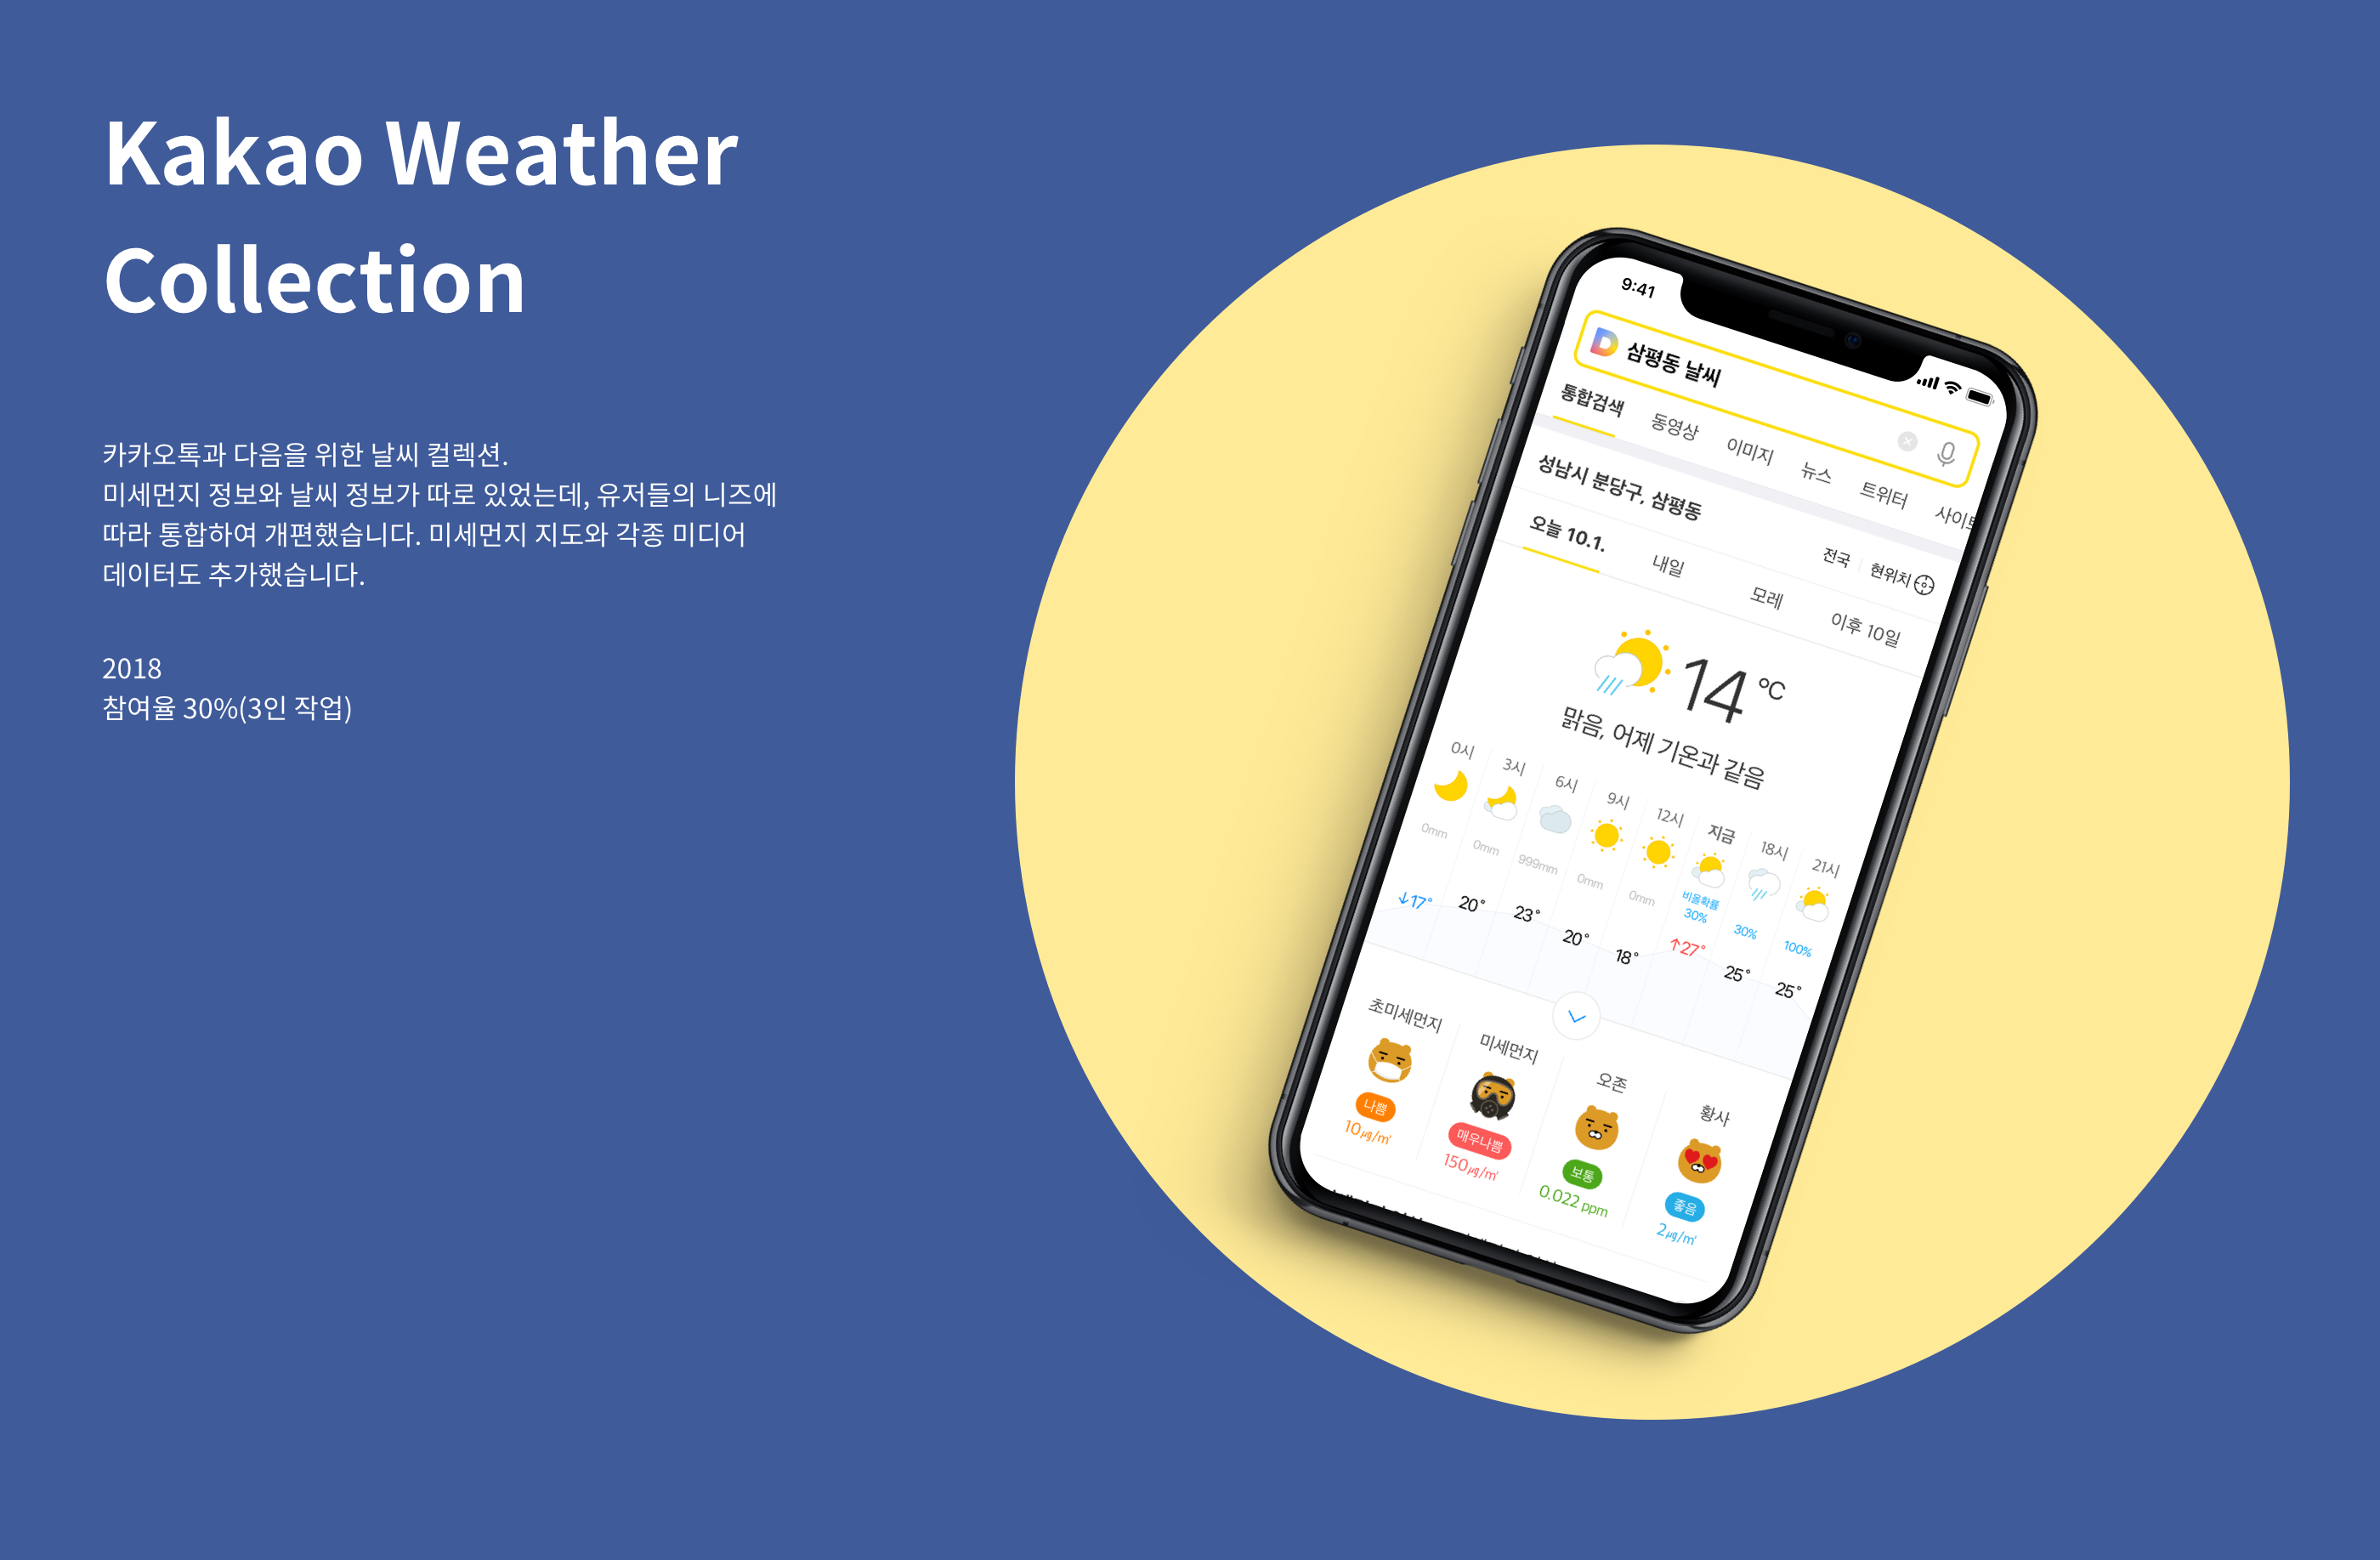 Kakao Weather
Collection
카카오톡과 다음을 위한 날씨 컬렉션.
미세먼지 정보와 날씨 정보가 따로 있었는데, 유저들의 니즈에
따라 통합하여 개편했습니다. 미세먼지 지도와 각종 미디어
데이터도 추가했습니다.
2018
참여율 30%(3인 작업)
9:41
삼평동 날씨
통합검색 동영상 이미지 뉴스 트위터
성남시 분당구, 삼평동
전국 현위치
오늘 10.1. 내일 모레 이후 10일
14 °C
맑음, 어제 기온과 같음
0시 3시 6시 9시 12시 지금 18시 21시
0mm 0mm 999mm 0mm 0mm 비올확률 30% 30% 100%
↓17° 20° 23° 20° 18° ↑27° 25° 25°
초미세먼지 미세먼지 오존 황사
나쁨 매우나쁨 보통 좋음
10㎍/㎥ 150㎍/㎥ 0.022 ppm 2㎍/㎥